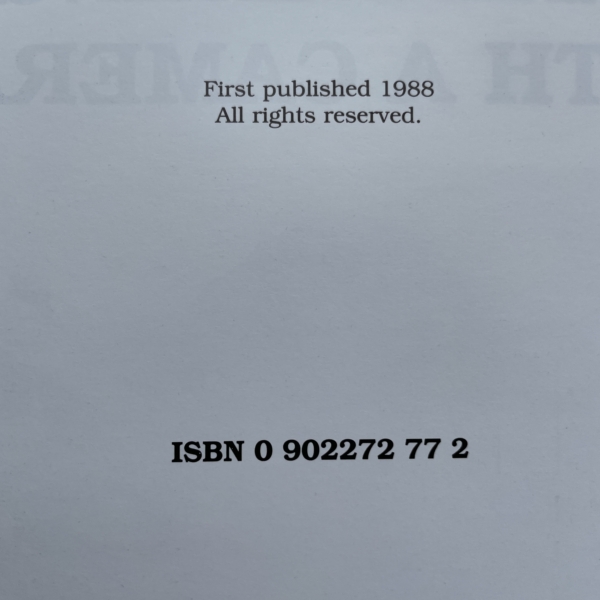 First published 1988
All rights reserved.
ISBN 0 902272 77 2